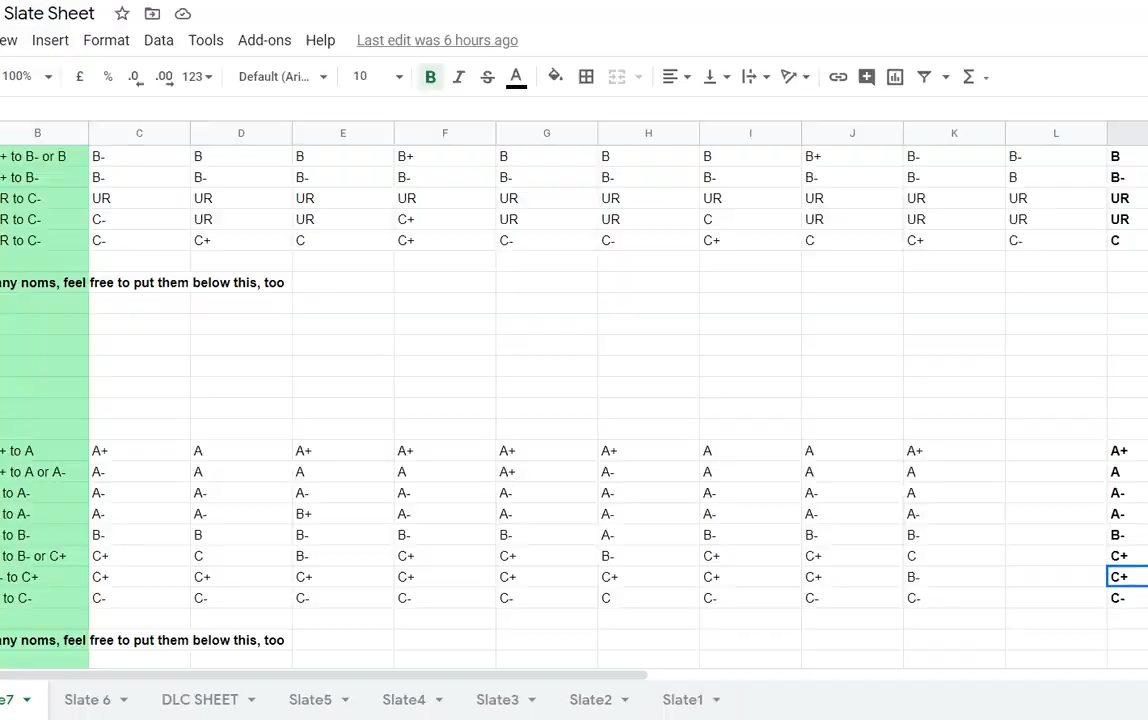 Slate Sheet
ew Insert Format Data Tools Add-ons Help Last edit was 6 hours ago
100% £ % .0 .00 123 Default (Ari... 10 B I S A Σ
B C D E F G H I J K L
+ to B- or B B- B B B+ B B B B+ B- B- B
+ to B- B- B- B- B- B- B- B- B- B- B B-
R to C- UR UR UR UR UR UR UR UR UR UR UR
R to C- C- UR UR C+ UR UR C UR UR UR UR
R to C- C- C+ C C+ C- C- C+ C C+ C- C
any noms, feel free to put them below this, too
+ to A A+ A A+ A+ A+ A+ A A A+ A+
+ to A or A- A- A A A A+ A- A A A A
to A- A- A- A- A- A- A- A- A- A A-
to A- A- A- B+ A- A- A- A- A- A- A-
to B- B- B B- B- B- A- B- B- B- B-
to B- or C+ C+ C B- C+ C+ B- C+ C+ C C+
- to C+ C+ C+ C+ C+ C+ C+ C+ C+ B- C+
to C- C- C- C- C- C- C C- C- C- C-
any noms, feel free to put them below this, too
e7 Slate 6 DLC SHEET Slate5 Slate4 Slate3 Slate2 Slate1